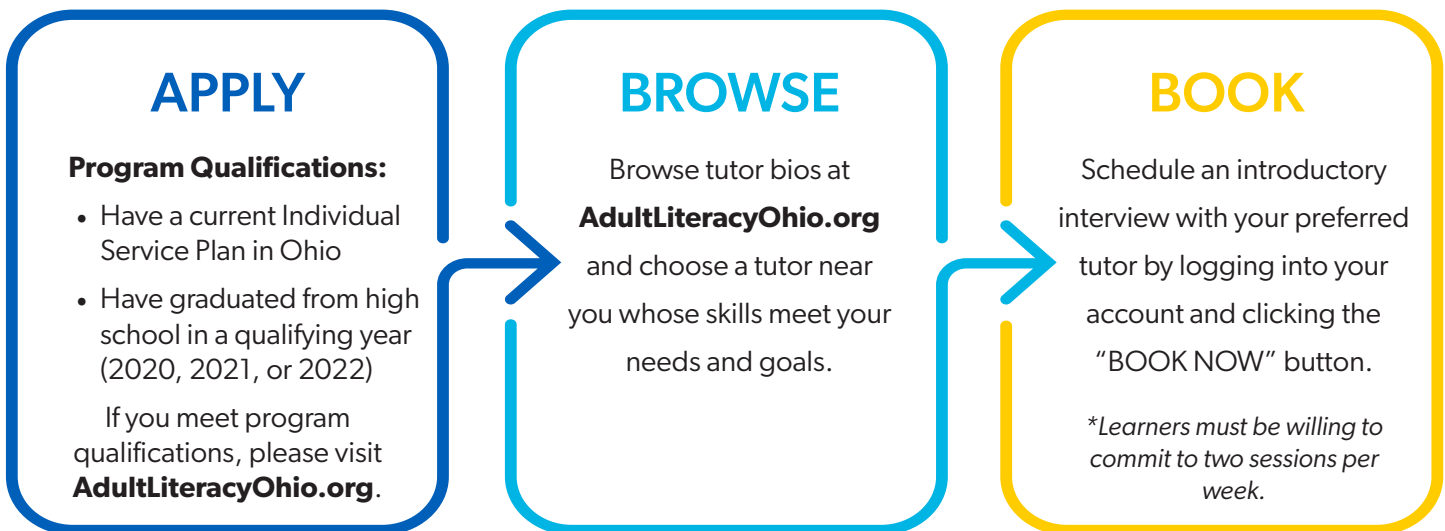 APPLY
Program Qualifications:
• Have a current Individual
Service Plan in Ohio
• Have graduated from high
school in a qualifying year
(2020, 2021, or 2022)
If you meet program
qualifications, please visit
AdultLiteracyOhio.org.
BROWSE
Browse tutor bios at
AdultLiteracyOhio.org
and choose a tutor near
you whose skills meet your
needs and goals.
BOOK
Schedule an introductory
interview with your preferred
tutor by logging into your
account and clicking the
“BOOK NOW” button.
*Learners must be willing to
commit to two sessions per
week.